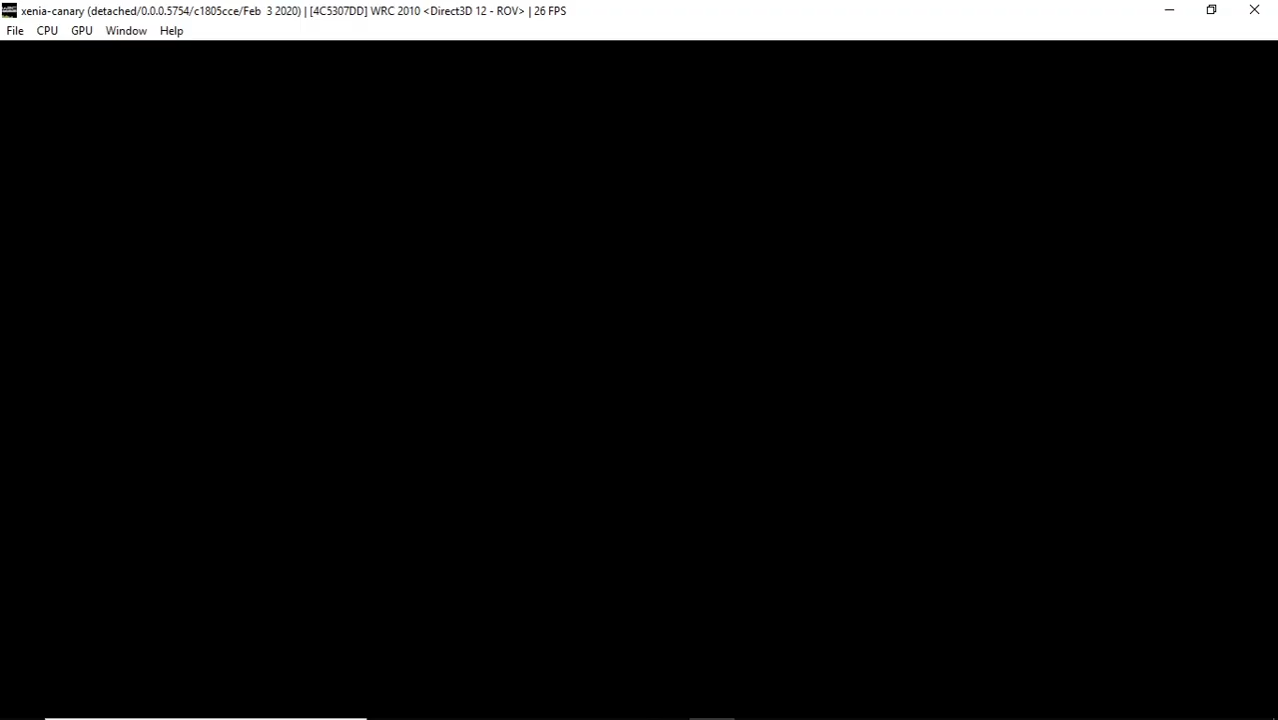 xenia-canary (detached/0.0.0.5754/c1805cce/Feb  3 2020) | [4C5307DD] WRC 2010 <Direct3D 12 - ROV> | 26 FPS
File CPU GPU Window Help